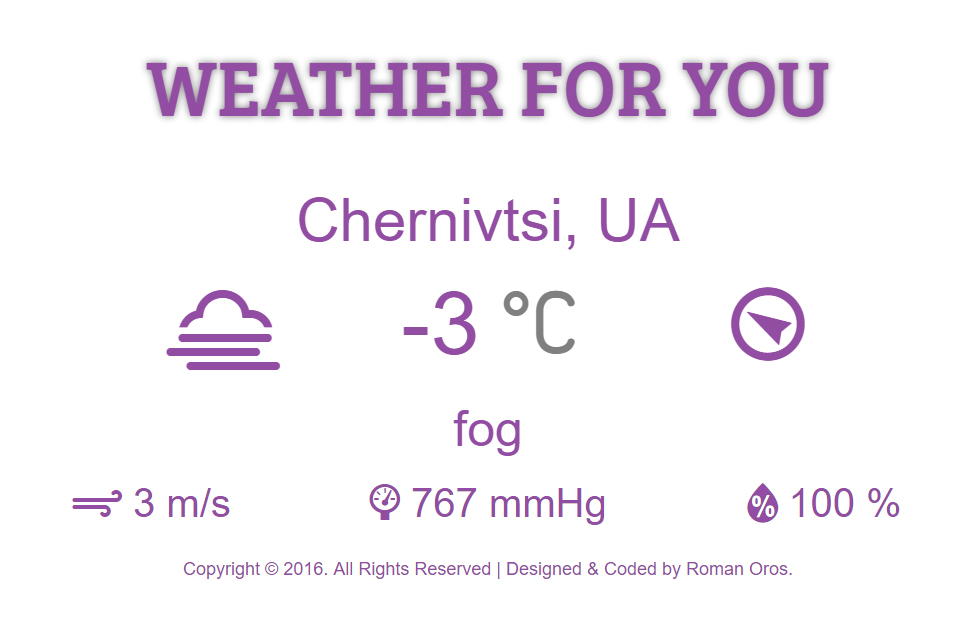 WEATHER FOR YOU
Chernivtsi, UA
-3 °C
fog
3 m/s 767 mmHg % 100 %
Copyright © 2016. All Rights Reserved | Designed & Coded by Roman Oros.